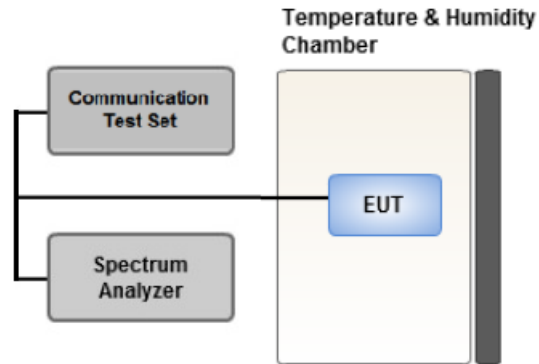 Temperature & Humidity
Chamber
Communication
Test Set
EUT
Spectrum
Analyzer